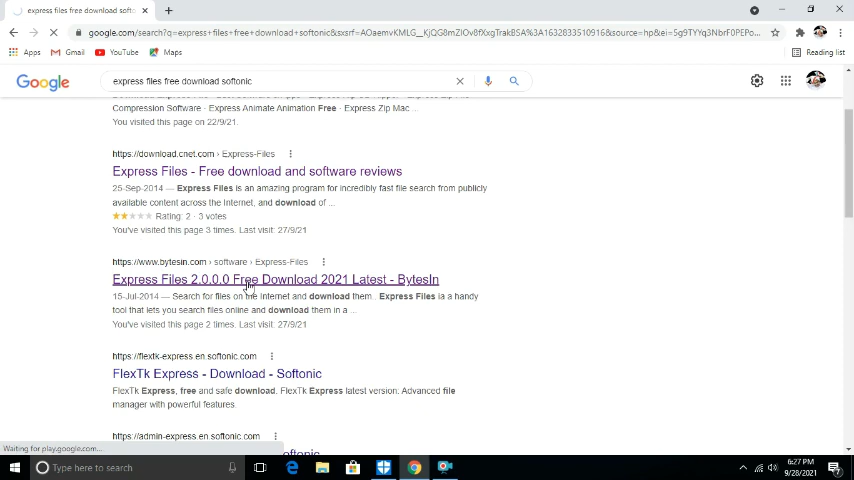 express files free download softo
google.com/search?q=express+files+free+download+softonic&sxsrf=AOaemvKMLG__KjQG8mZlOv8fXxgTrakBSA%3A1632833510916&source=hp&ei=5g9TYYq3NbrF0PEPo...
Apps
Gmail
YouTube
Maps
Reading list
Google
express files free download softonic
Compression Software · Express Animate Animation Free · Express Zip Mac ...
You visited this page on 22/9/21.
https://download.cnet.com › Express-Files
Express Files - Free download and software reviews
25-Sep-2014 — Express Files is an amazing program for incredibly fast file search from publicly
available content across the Internet, and download of ...
Rating: 2 · 3 votes
You've visited this page 3 times. Last visit: 27/9/21
https://www.bytesin.com › software › Express-Files
Express Files 2.0.0.0 Free Download 2021 Latest - BytesIn
15-Jul-2014 — Search for files on the Internet and download them.. Express Files ia a handy
tool that lets you search files online and download them in a ...
You've visited this page 2 times. Last visit: 27/9/21
https://flextk-express.en.softonic.com
FlexTk Express - Download - Softonic
FlexTk Express, free and safe download. FlexTk Express latest version: Advanced file
manager with powerful features.
https://admin-express.en.softonic.com
Waiting for play.google.com...
Type here to search
6:27 PM
9/28/2021